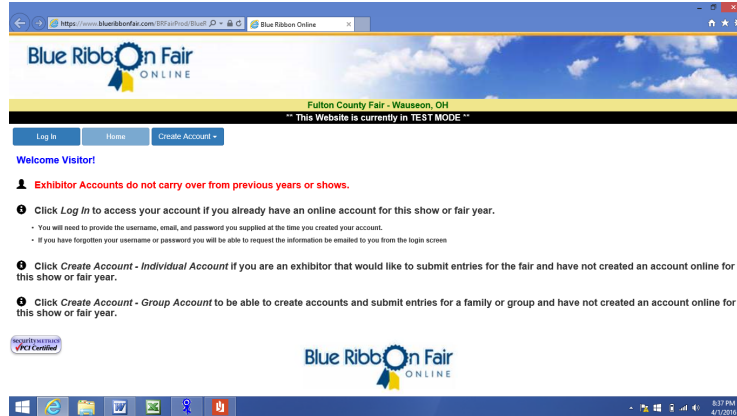 https://www.blueribbonfair.com/BRFairProd/BlueR
Blue Ribbon Online
Blue Ribbon Fair
ONLINE
Fulton County Fair - Wauseon, OH
** This Website is currently in TEST MODE **
Log In
Home
Create Account
Welcome Visitor!
Exhibitor Accounts do not carry over from previous years or shows.
Click Log In to access your account if you already have an online account for this show or fair year.
• You will need to provide the username, email, and password you supplied at the time you created your account.
• If you have forgotten your username or password you will be able to request the information be emailed to you from the login screen
Click Create Account - Individual Account if you are an exhibitor that would like to submit entries for the fair and have not created an account online for
this show or fair year.
Click Create Account - Group Account to be able to create accounts and submit entries for a family or group and have not created an account online for
this show or fair year.
securityMETRICS
PCI Certified
Blue Ribbon Fair
ONLINE
8:37 PM
4/1/2016